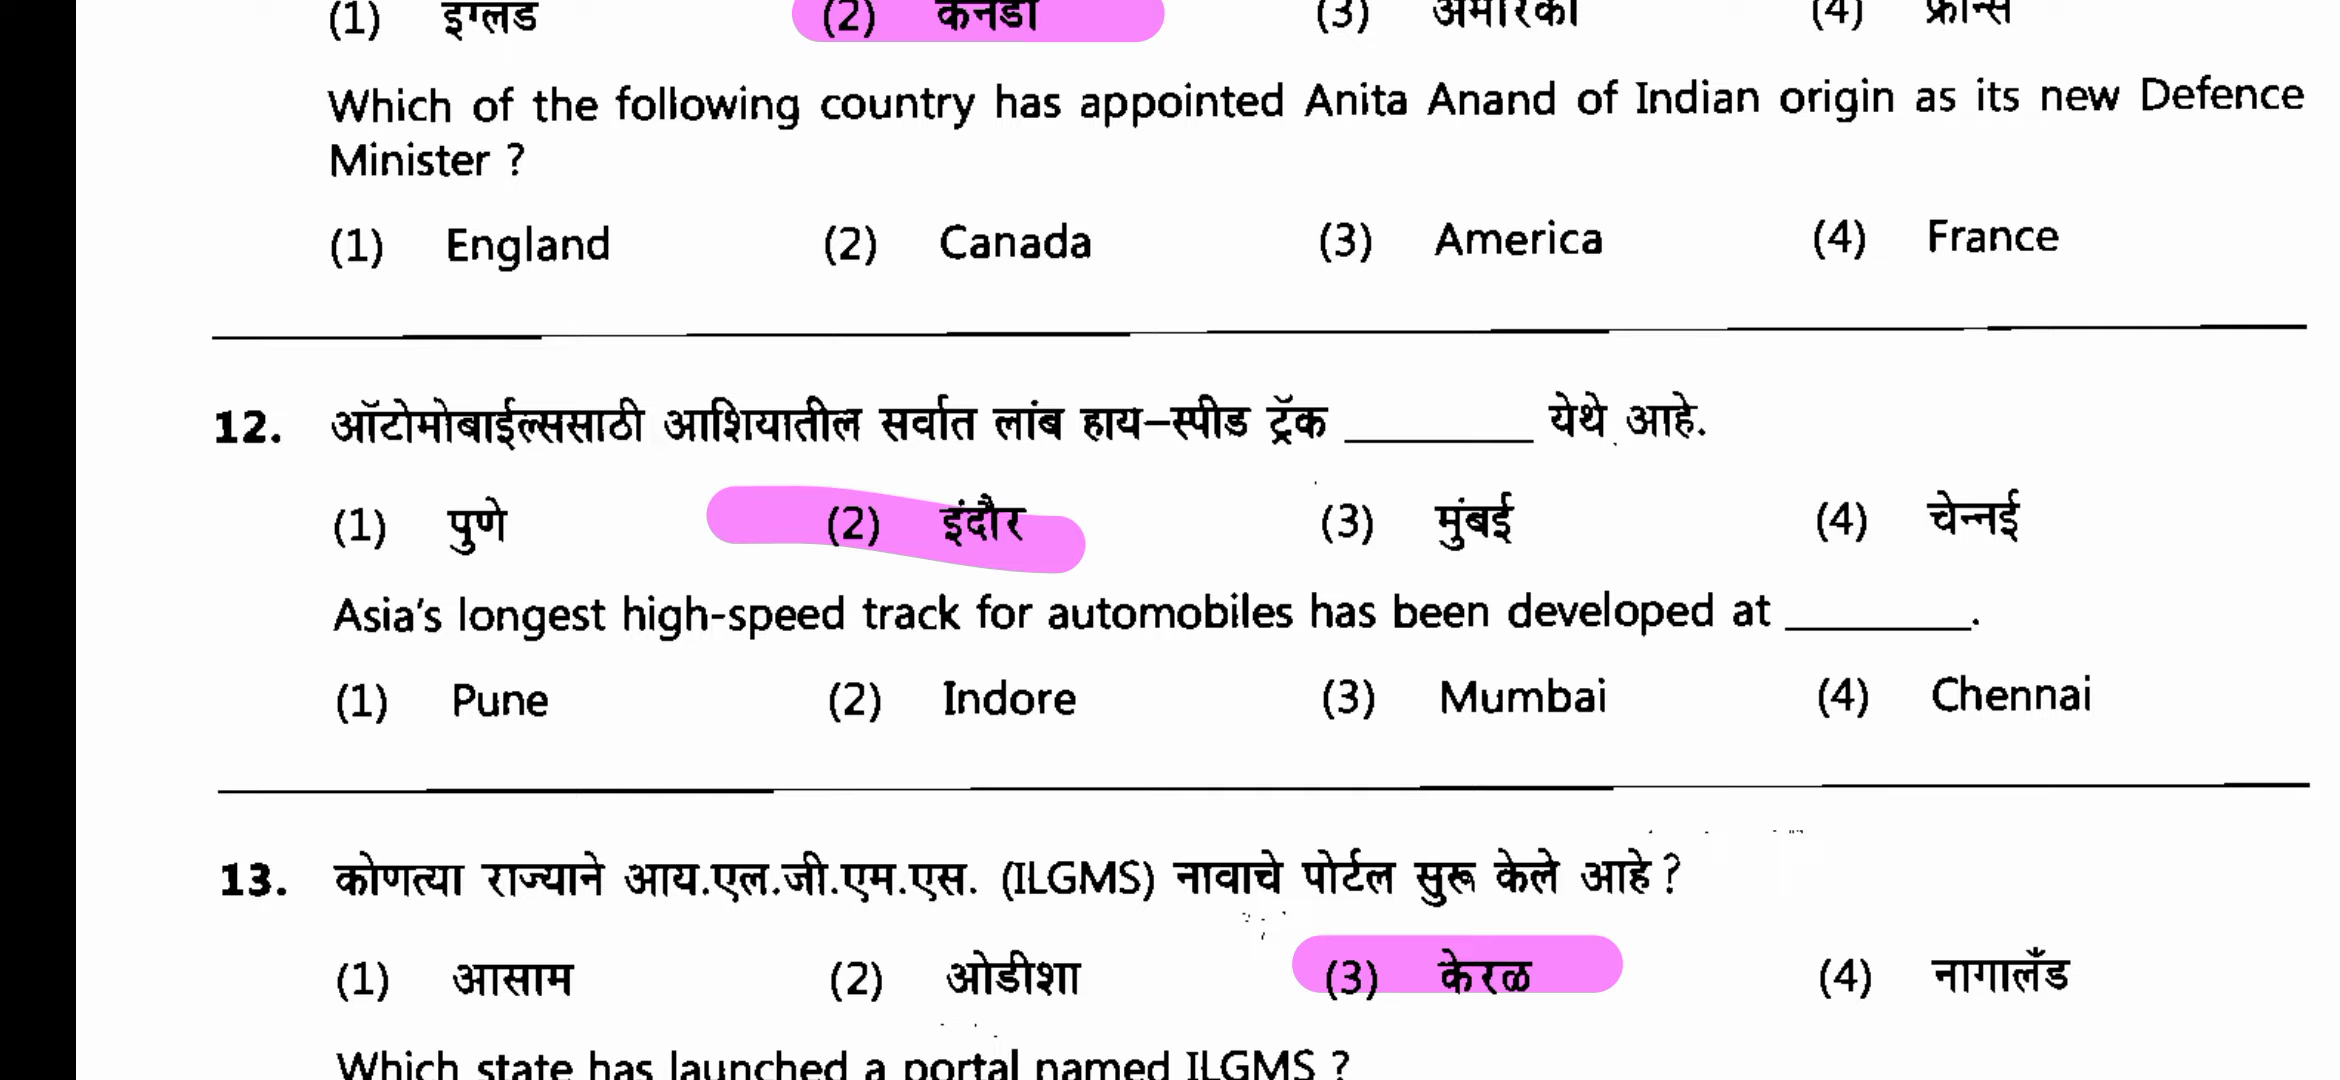 (1) इंग्लंड (2) कॅनडा (3) अमेरिका (4) फ्रान्स
Which of the following country has appointed Anita Anand of Indian origin as its new Defence
Minister ?
(1) England (2) Canada (3) America (4) France
12. ऑटोमोबाईल्ससाठी आशियातील सर्वात लांब हाय–स्पीड ट्रॅक ________ येथे आहे.
(1) पुणे (2) इंदौर (3) मुंबई (4) चेन्नई
Asia's longest high-speed track for automobiles has been developed at ________.
(1) Pune (2) Indore (3) Mumbai (4) Chennai
13. कोणत्या राज्याने आय.एल.जी.एम.एस. (ILGMS) नावाचे पोर्टल सुरू केले आहे ?
(1) आसाम (2) ओडीशा (3) केरळ (4) नागालँड
Which state has launched a portal named ILGMS ?